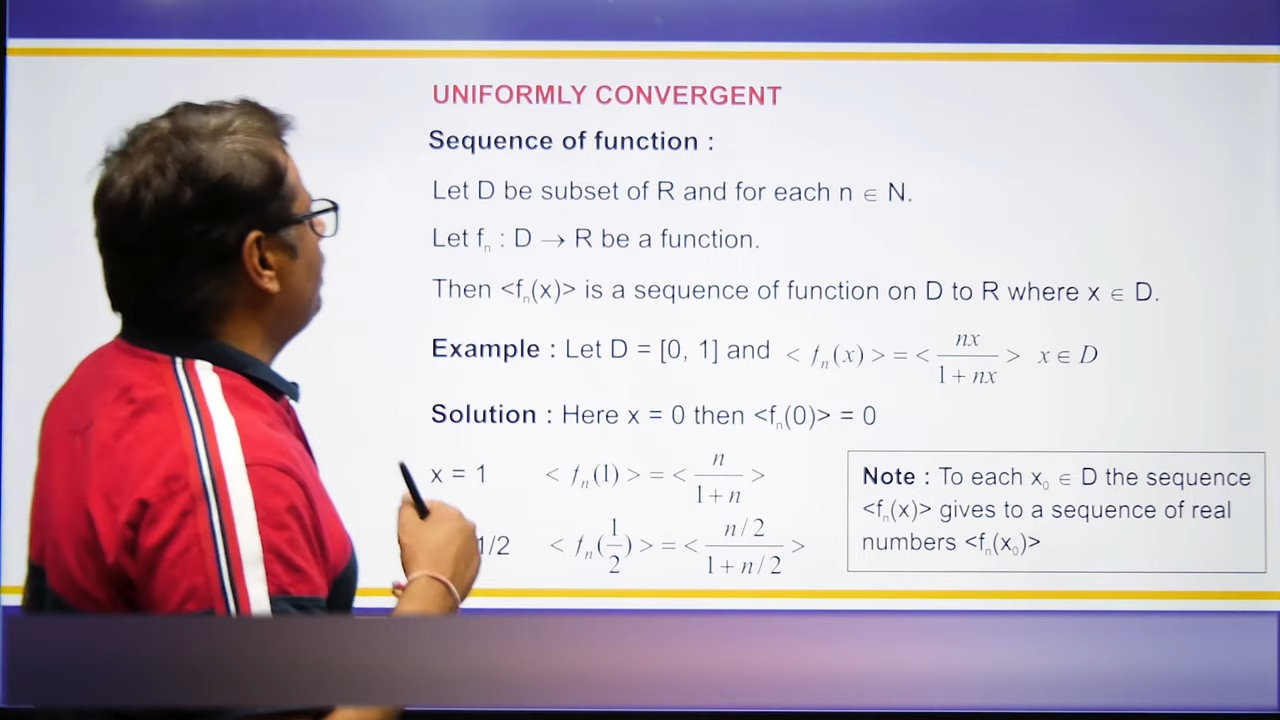 UNIFORMLY CONVERGENT
Sequence of function :
Let D be subset of R and for each n ∈ N.
Let fₙ : D → R be a function.
Then <fₙ(x)> is a sequence of function on D to R where x ∈ D.
Example : Let D = [0, 1] and < fₙ(x) > = < nx / 1 + nx > x ∈ D
Solution : Here x = 0 then <fₙ(0)> = 0
x = 1 < fₙ(1) > = < n / 1 + n >
1/2 < fₙ(1/2) > = < n / 2 / 1 + n / 2 >
Note : To each x₀ ∈ D the sequence
<fₙ(x)> gives to a sequence of real
numbers <fₙ(x₀)>